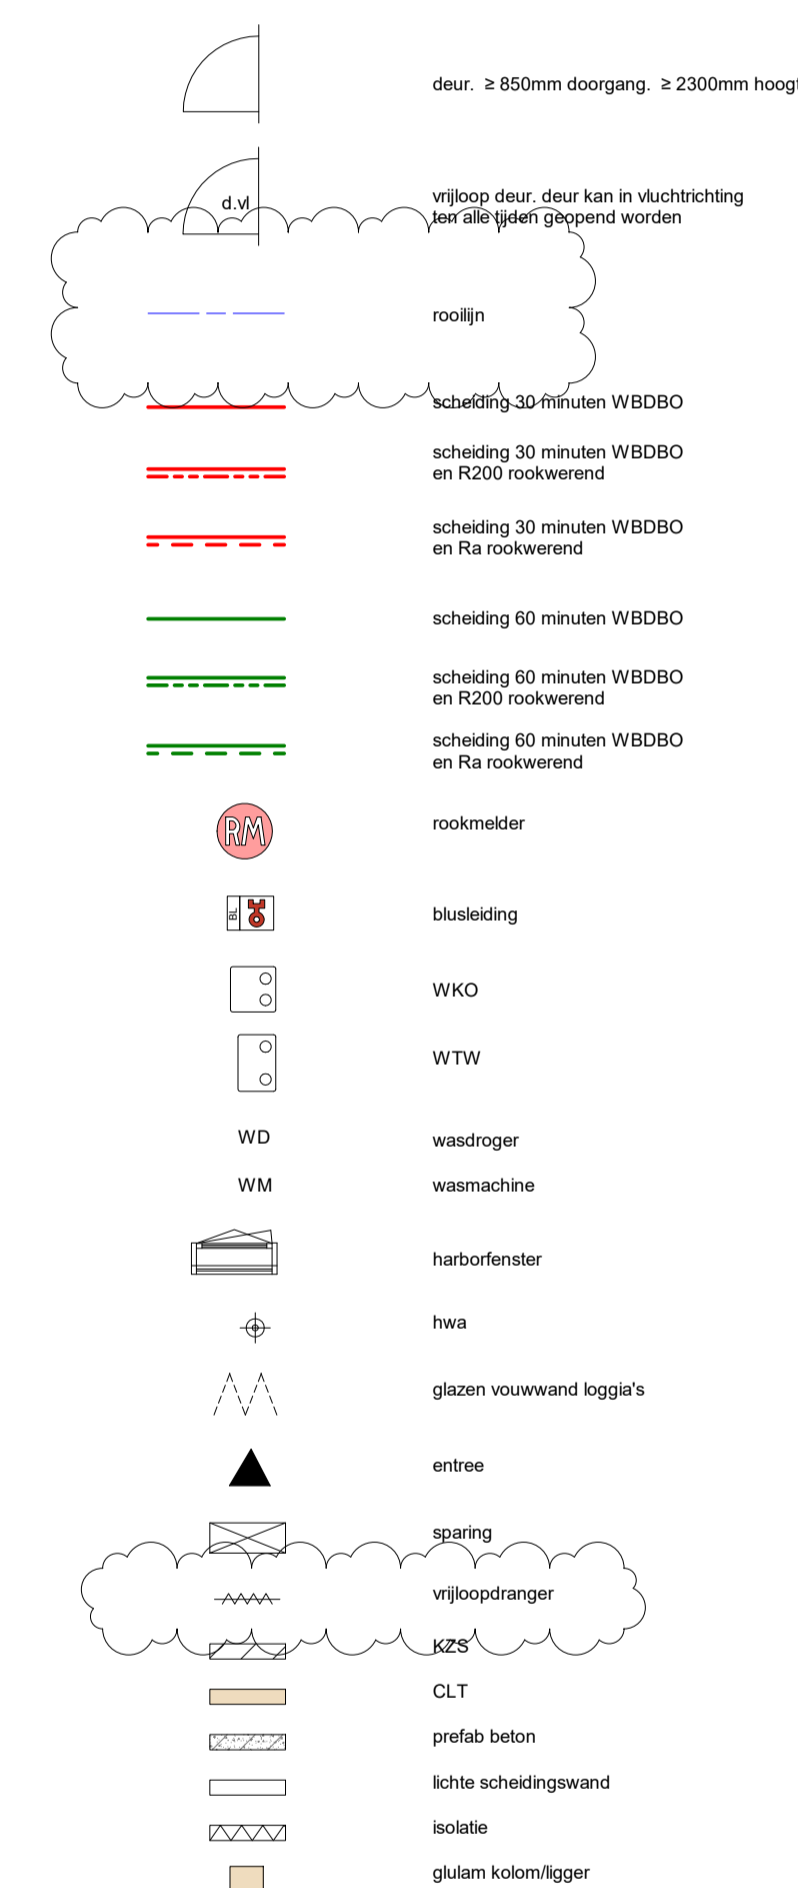 deur. ≥ 850mm doorgang. ≥ 2300mm hoogt
d.vl
vrijloop deur. deur kan in vluchtrichting
ten alle tijden geopend worden
rooilijn
scheiding 30 minuten WBDBO
scheiding 30 minuten WBDBO
en R200 rookwerend
scheiding 30 minuten WBDBO
en Ra rookwerend
scheiding 60 minuten WBDBO
scheiding 60 minuten WBDBO
en R200 rookwerend
scheiding 60 minuten WBDBO
en Ra rookwerend
RM rookmelder
BL blusleiding
WKO
WTW
WD wasdroger
WM wasmachine
harborfenster
hwa
glazen vouwwand loggia's
entree
sparing
vrijloopdranger
KZS
CLT
prefab beton
lichte scheidingswand
isolatie
glulam kolom/ligger